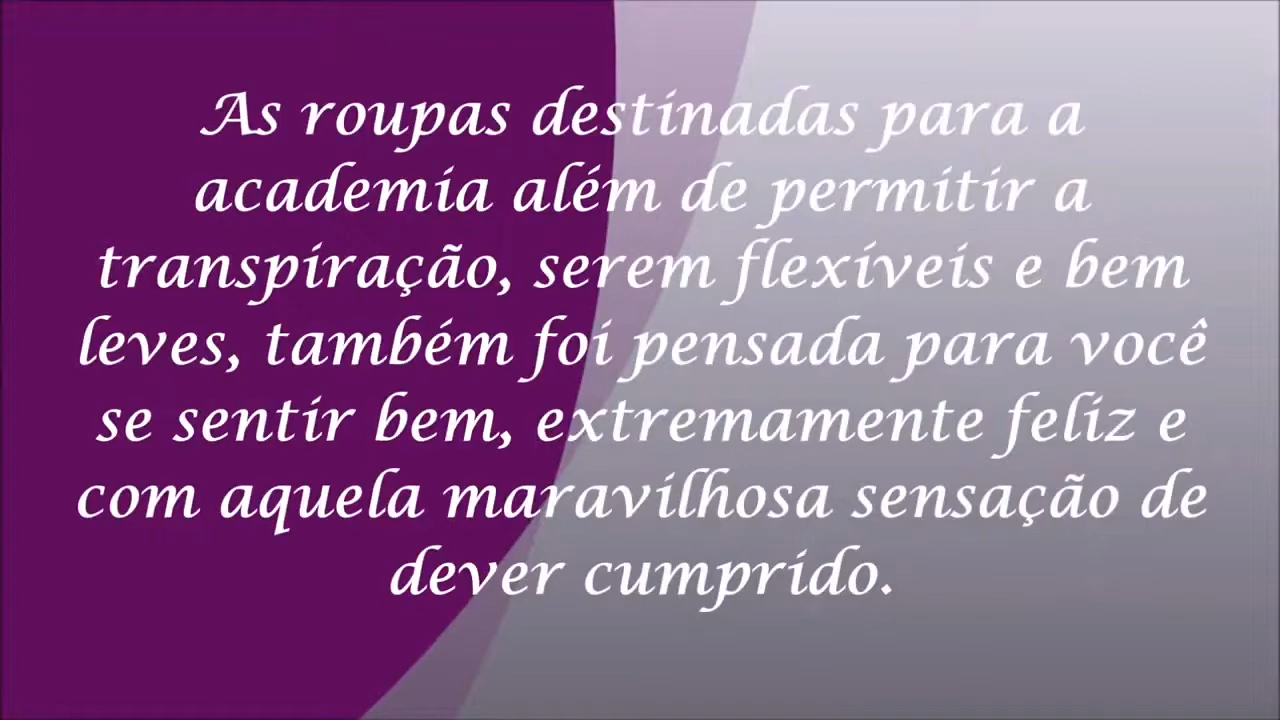 As roupas destinadas para a
academia além de permitir a
transpiração, serem flexíveis e bem
leves, também foi pensada para você
se sentir bem, extremamente feliz e
com aquela maravilhosa sensação de
dever cumprido.